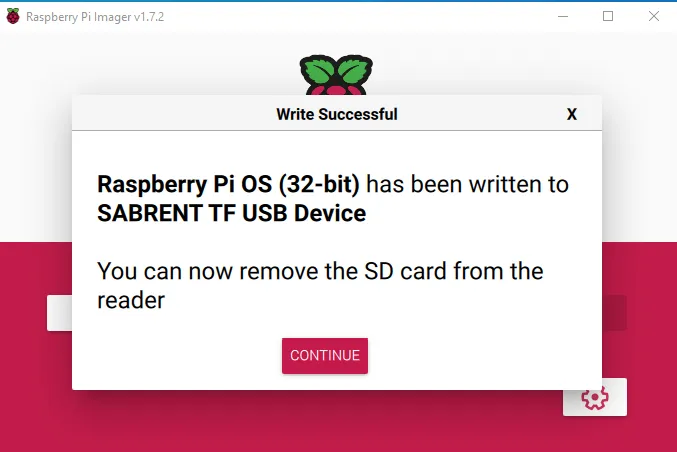 Raspberry Pi Imager v1.7.2
Write Successful
X
Raspberry Pi OS (32-bit) has been written to
SABRENT TF USB Device
You can now remove the SD card from the
reader
CONTINUE